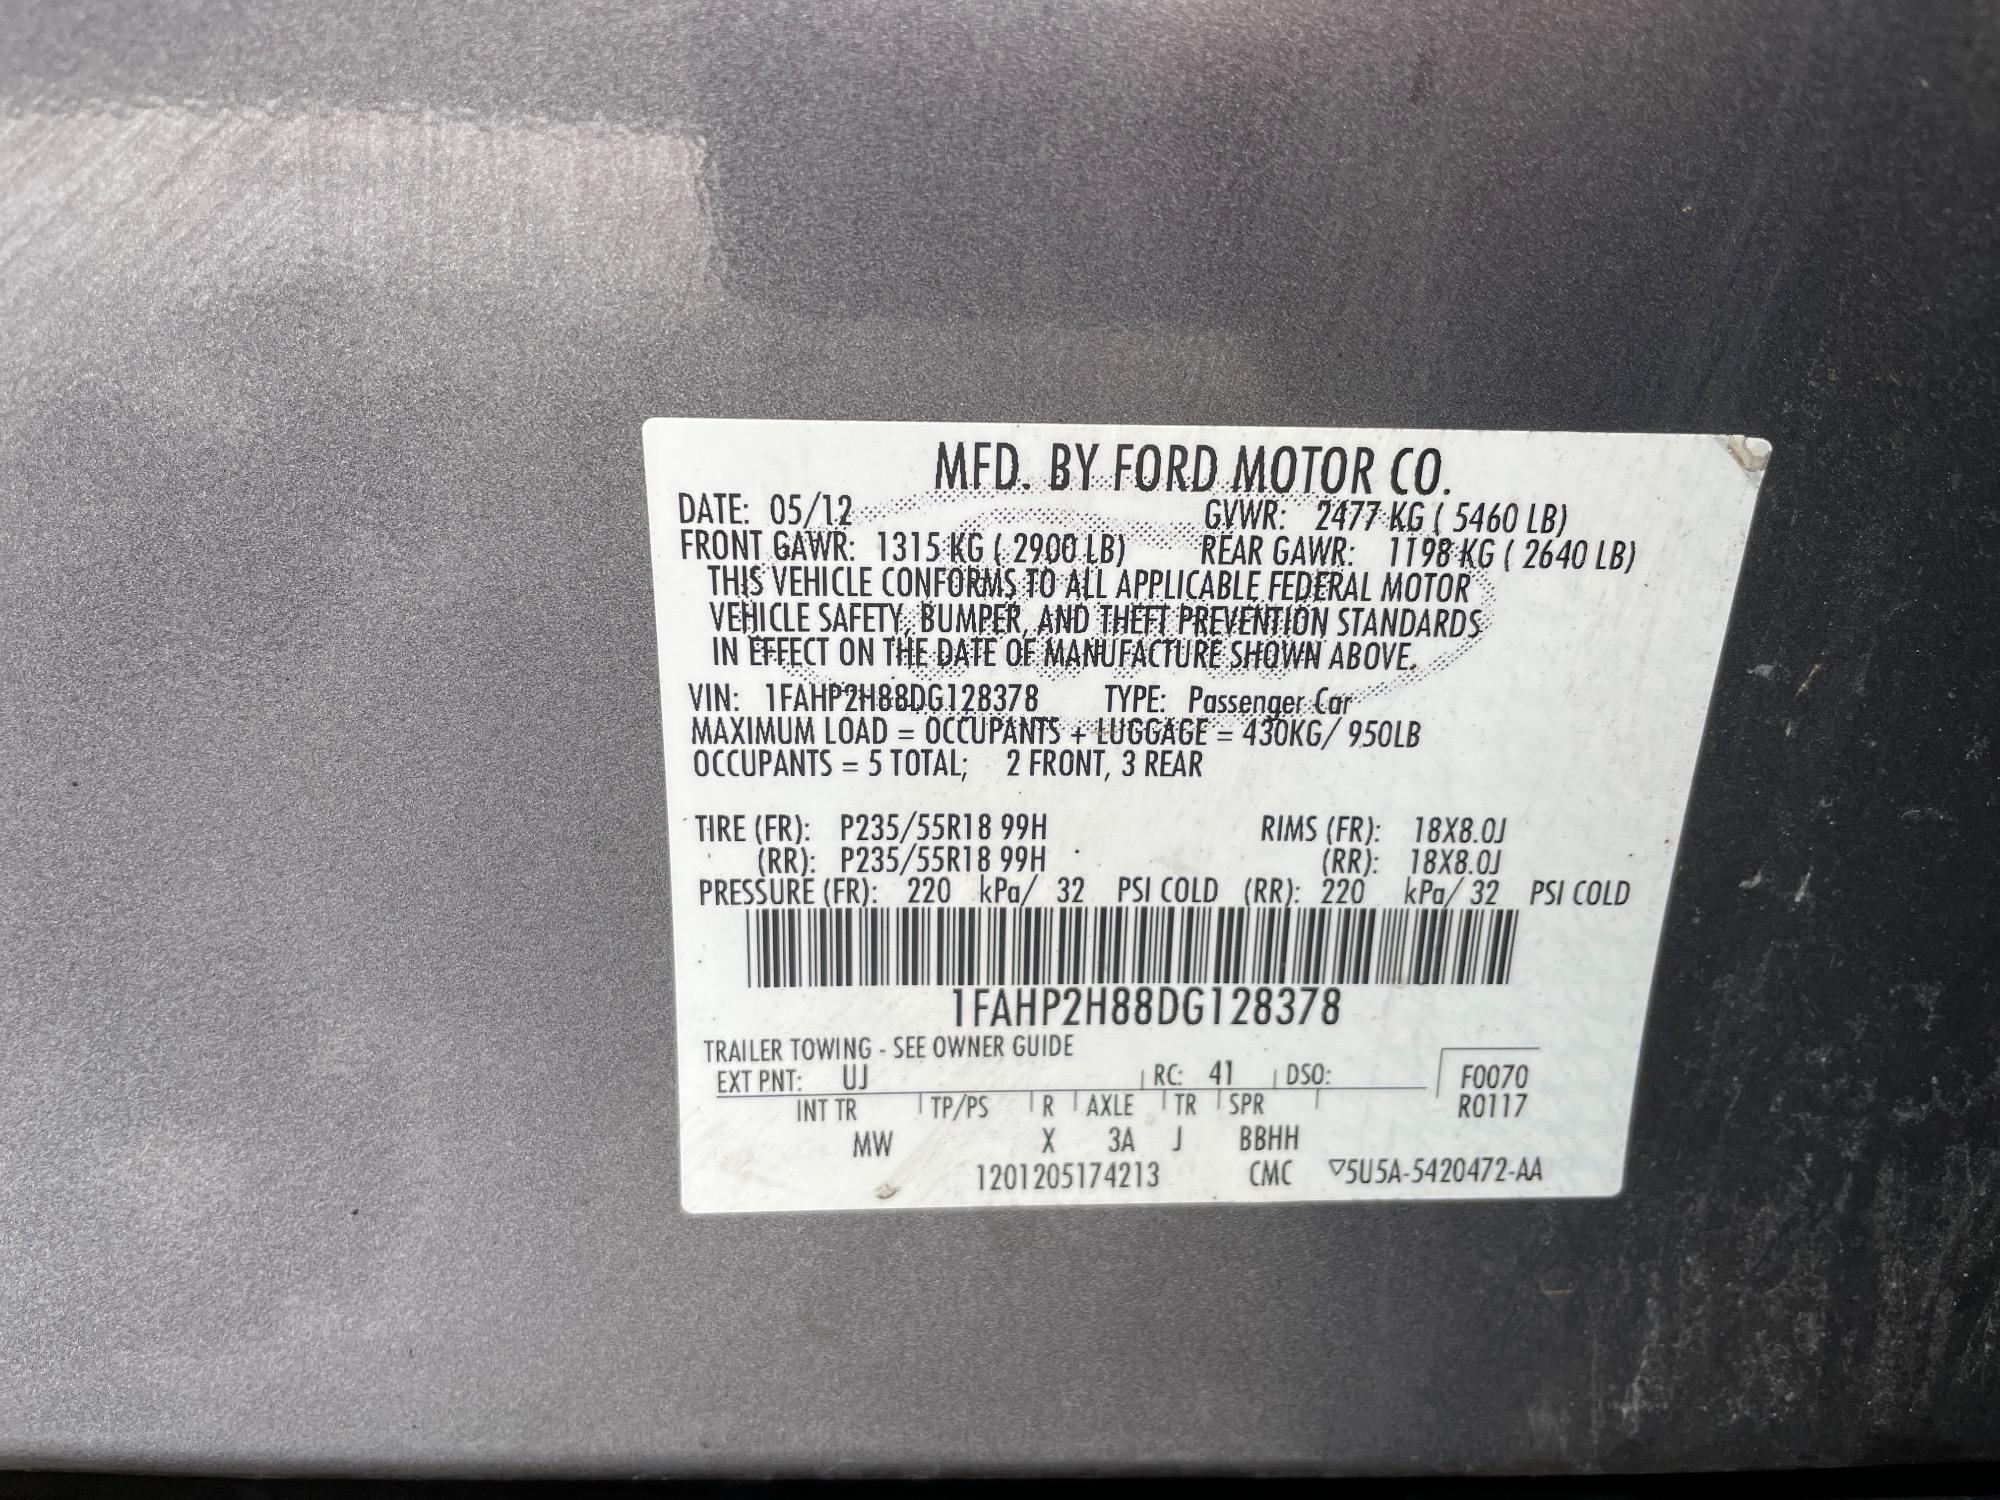 MFD. BY FORD MOTOR CO.
DATE: 05/12 GVWR: 2477 KG ( 5460 LB)
FRONT GAWR: 1315 KG ( 2900 LB) REAR GAWR: 1198 KG ( 2640 LB)
THIS VEHICLE CONFORMS TO ALL APPLICABLE FEDERAL MOTOR
VEHICLE SAFETY, BUMPER, AND THEFT PREVENTION STANDARDS
IN EFFECT ON THE DATE OF MANUFACTURE SHOWN ABOVE.
VIN: 1FAHP2H88DG128378 TYPE: Passenger Car
MAXIMUM LOAD = OCCUPANTS + LUGGAGE = 430KG/ 950LB
OCCUPANTS = 5 TOTAL; 2 FRONT, 3 REAR
TIRE (FR): P235/55R18 99H RIMS (FR): 18X8.0J
(RR): P235/55R18 99H (RR): 18X8.0J
PRESSURE (FR): 220 kPa/ 32 PSI COLD (RR): 220 kPa/ 32 PSI COLD
1FAHP2H88DG128378
TRAILER TOWING - SEE OWNER GUIDE
EXT PNT: UJ RC: 41 DSO: F0070
INT TR TP/PS R AXLE TR SPR R0117
MW X 3A J BBHH
1201205174213 CMC ▽5U5A-5420472-AA